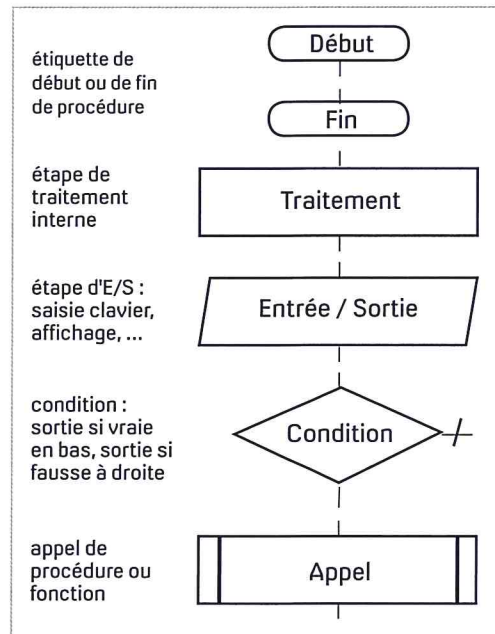 étiquette de
début ou de fin
de procédure
Début
Fin
étape de
traitement
interne
Traitement
étape d'E/S :
saisie clavier,
affichage, ...
Entrée / Sortie
condition :
sortie si vraie
en bas, sortie si
fausse à droite
Condition
appel de
procédure ou
fonction
Appel